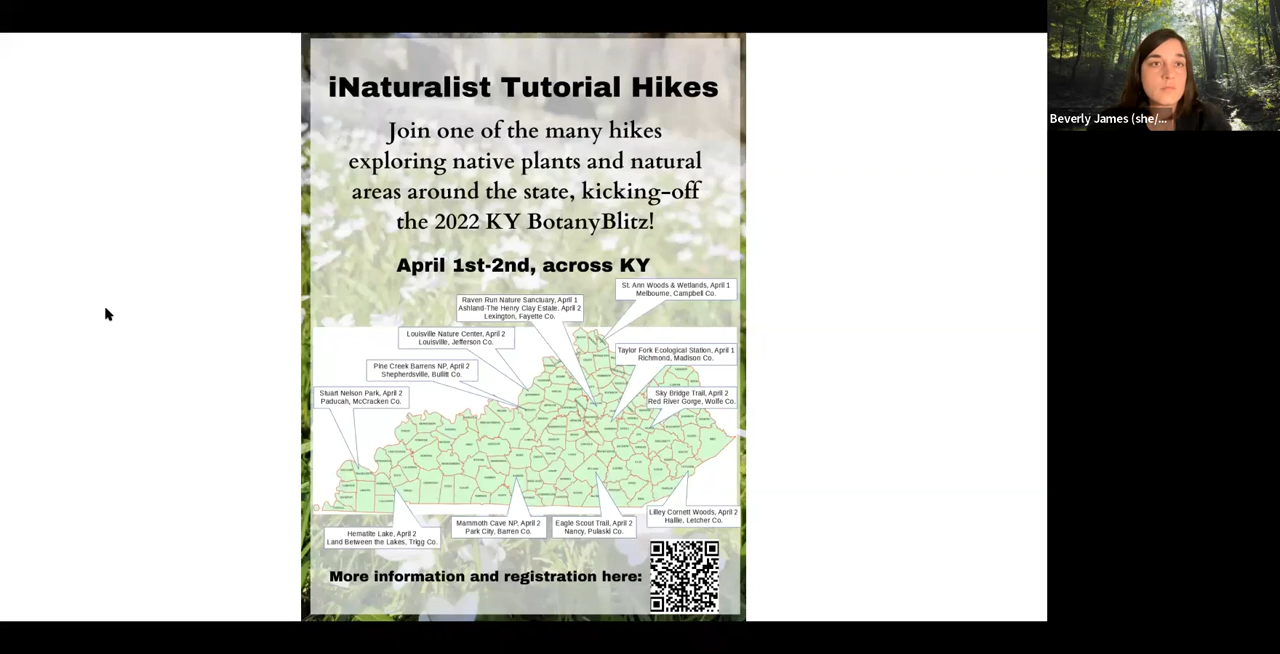 iNaturalist Tutorial Hikes
Join one of the many hikes
exploring native plants and natural
areas around the state, kicking-off
the 2022 KY BotanyBlitz!
April 1st-2nd, across KY
St. Ann Woods & Wetlands, April 1
Melbourne, Campbell Co.
Raven Run Nature Sanctuary, April 1
Ashland-The Henry Clay Estate. April 2
Lexington, Fayette Co.
Louisville Nature Center, April 2
Louisville, Jefferson Co.
Taylor Fork Ecological Station, April 1
Richmond, Madison Co.
Pine Creek Barrens NP, April 2
Shepherdsville, Bullitt Co.
Stuart Nelson Park, April 2
Paducah, McCracken Co.
Sky Bridge Trail, April 2
Red River Gorge, Wolfe Co.
Lilley Cornett Woods, April 2
Hallie, Letcher Co.
Mammoth Cave NP, April 2
Park City, Barren Co.
Eagle Scout Trail, April 2
Nancy, Pulaski Co.
Hematite Lake, April 2
Land Between the Lakes, Trigg Co.
More information and registration here:
Beverly James (she/...